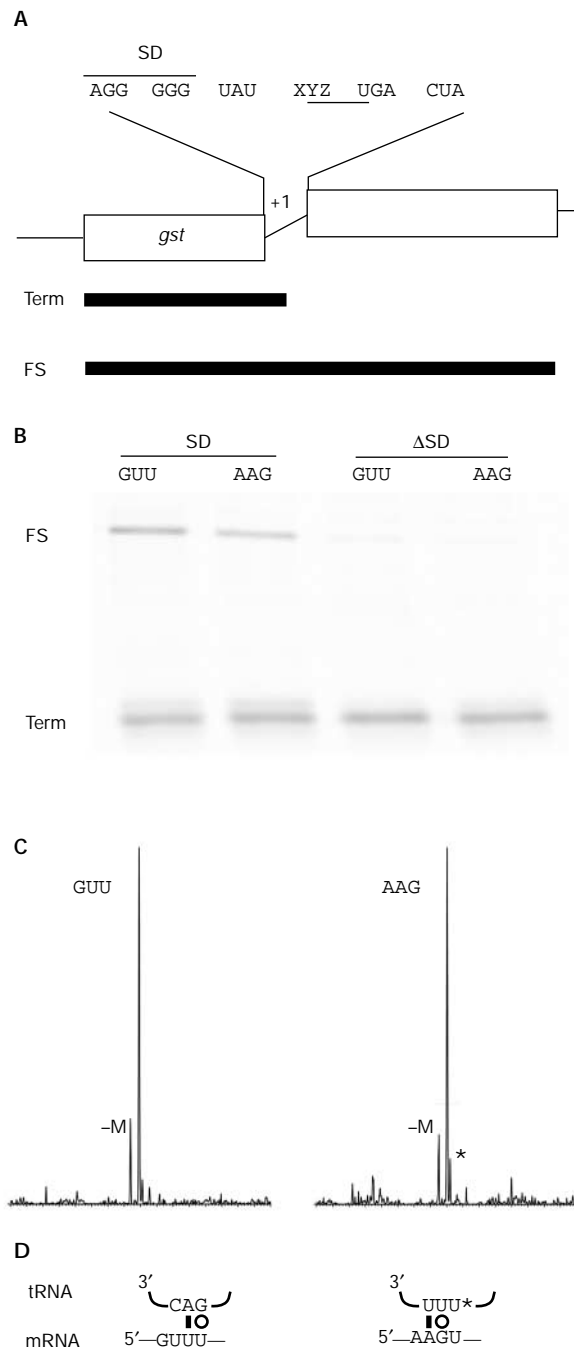 A
SD
AGG GGG UAU XYZ UGA CUA
+1
gst
Term
FS
B
SD ΔSD
GUU AAG GUU AAG
FS
Term
C
GUU AAG
–M –M *
D
3′ 3′
tRNA CAG UUU*
mRNA 5′—GUUU— 5′—AAGU—